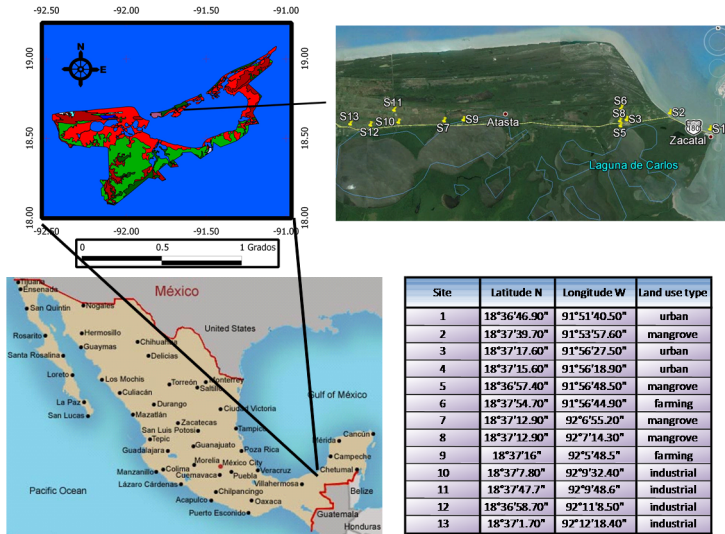 -92.50 -92.00 -91.50 -91.00
19.00
18.50
18.00
19.00
18.50
18.00
N
E
-92.50 -92.00 -91.50 -91.00
0 0.5 1 Grados
S13
S12
S11
S10
S7
S9
Atasta
S6
S8
S3
S5
S2
180
Zacatal
S1
Laguna de Carlos
México
Tijuana
Ensenada
Nogales
San Quintin
United States
Rosarito
Hermosillo
Chihuahua
Guaymas
Delicias
Santa Rosalina
Loreto
Los Mochis
Torreón
Monterrey
Saltillo
Culiacán
Gulf of México
La Paz
Durango
Ciudad Victoria
San Lucas
Mazatlán
Zacatecas
San Luis Potosi
Tampico
Tepic
Guanajuato
Cancún
Mérida
Guadalajara
Poza Rica
Campeche
Morelia
México City
Manzanillo
Colima
Veracruz
Chetumal
Cuernavaca
Puebla
Villahermosa
Pacific Ocean
Lázaro Cárdenas
Chilpancingo
Belize
Acapulco
Oaxaca
Puerto Escondido
Guatemala
Honduras
Site Latitude N Longitude W Land use type
1 18°36'46.90" 91°51'40.50" urban
2 18°37'39.70" 91°53'57.60" mangrove
3 18°37'17.60" 91°56'27.50" urban
4 18°37'15.60" 91°56'18.90" urban
5 18°36'57.40" 91°56'48.50" mangrove
6 18°37'54.70" 91°56'44.90" farming
7 18°37'12.90" 92°6'55.20" mangrove
8 18°37'12.90" 92°7'14.30" mangrove
9 18°37'16" 92°5'48.5" farming
10 18°37'7.80" 92°9'32.40" industrial
11 18°37'47.7" 92°9'48.6" industrial
12 18°36'58.70" 92°11'8.50" industrial
13 18°37'1.70" 92°12'18.40" industrial